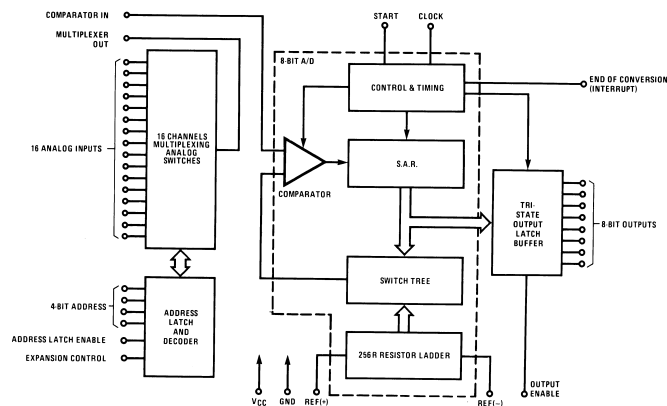 COMPARATOR IN
MULTIPLEXER
OUT
16 ANALOG INPUTS
16 CHANNELS
MULTIPLEXING
ANALOG
SWITCHES
4-BIT ADDRESS
ADDRESS LATCH ENABLE
EXPANSION CONTROL
ADDRESS
LATCH
AND
DECODER
START
CLOCK
8-BIT A/D
CONTROL & TIMING
END OF CONVERSION
(INTERRUPT)
S.A.R.
COMPARATOR
SWITCH TREE
256R RESISTOR LADDER
TRI-
STATE
OUTPUT
LATCH
BUFFER
8-BIT OUTPUTS
VCC
GND
REF(+)
REF(−)
OUTPUT
ENABLE